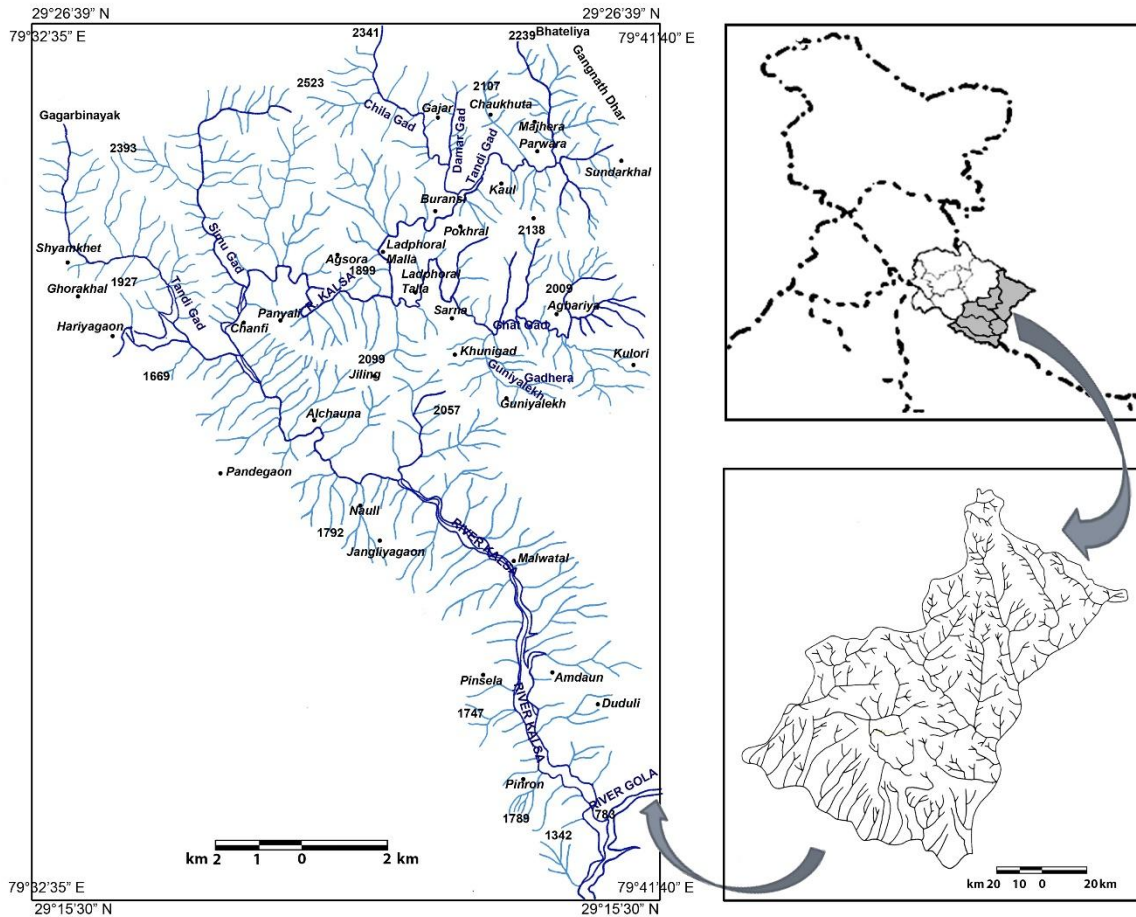 29°26’39” N
29°26’39” N
79°32’35” E
79°41’40” E
2341
2239
Bhateliya
Gangnath Dhar
2523
2107
Chila Gad
Gajar
Damar Gad
Chaukhuta
Gagarbinayak
Majhera
Parwara
2393
Tandi Gad
Sundarkhal
Kaul
Buransi
Simu Gad
Pokhral
2138
Shyamkhet
Ladphoral
Malla
Agsora
1899
1927
Ladphoral
Talla
Ghorakhal
Tandi Gad
R. KALSA
2009
Agbariya
Panyali
Sarna
Chanfi
Ghat Gad
Hariyagaon
Khunigad
Kulori
2099
Jiling
Guniyalekh
Gadhera
1669
Guniyalekh
2057
Alchauna
Pandegaon
Naull
1792
Jangliyagaon
RIVER KALSA
Malwatal
Pinsela
Amdaun
1747
RIVER KALSA
Duduli
Pinron
RIVER GOLA
1789
783
1342
km 2 1 0 2 km
km 20 10 0 20 km
79°32’35” E
79°41’40” E
29°15’30” N
29°15’30” N